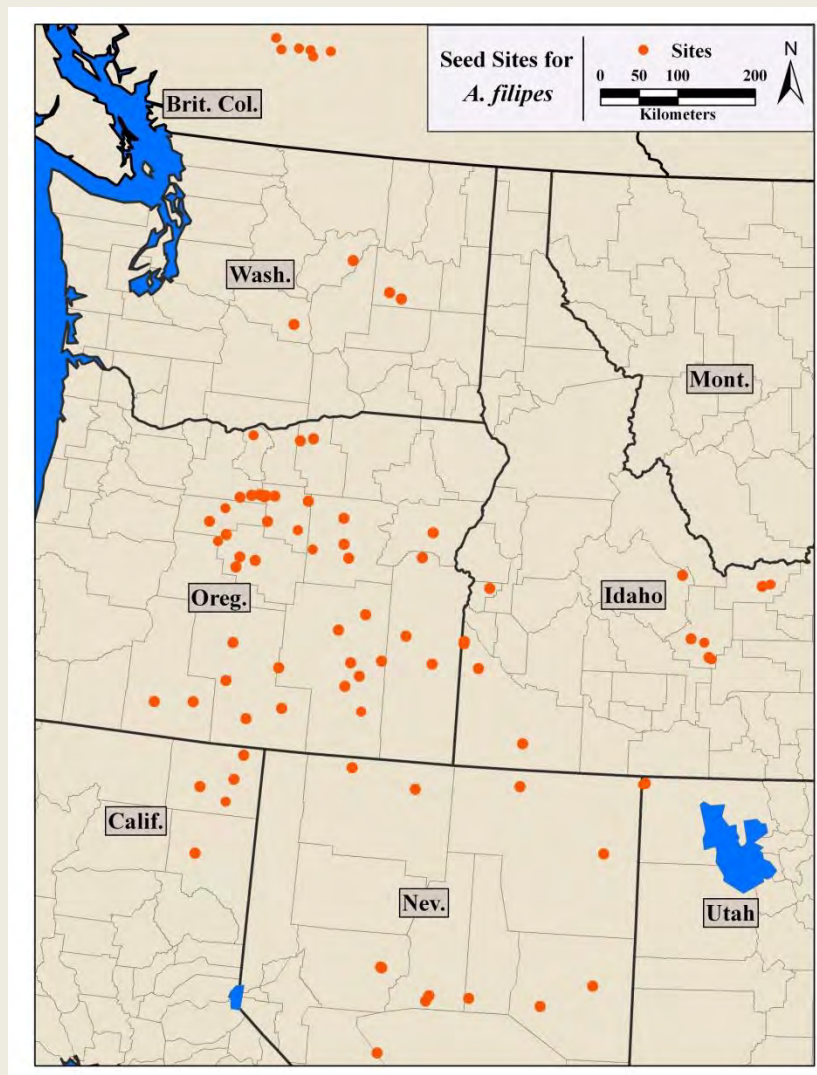 Seed Sites for
A. filipes
Sites
0 50 100 200
Kilometers
N
Brit. Col.
Wash.
Mont.
Oreg.
Idaho
Calif.
Nev.
Utah